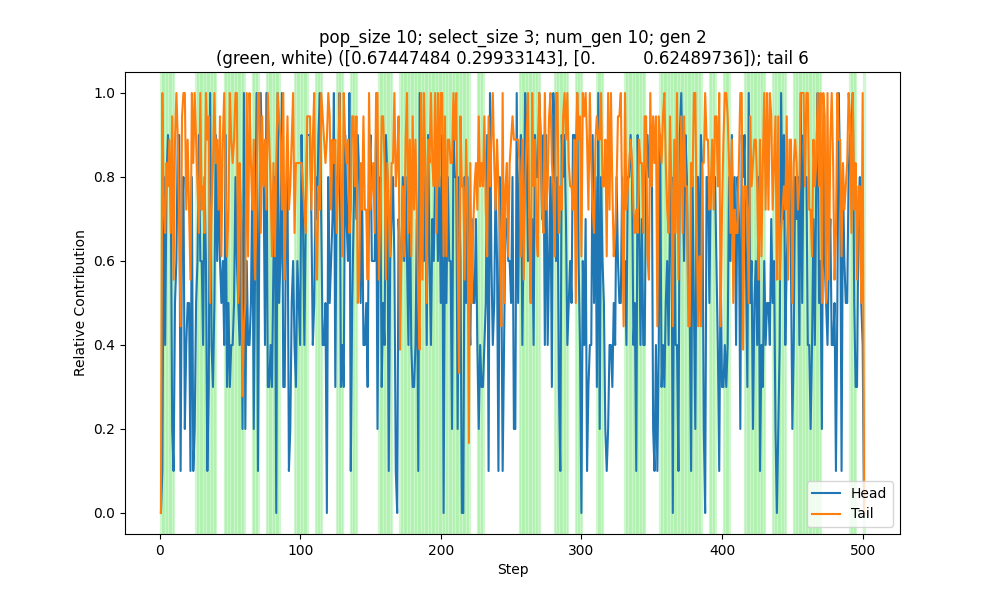 pop_size 10; select_size 3; num_gen 10; gen 2
(green, white) ([0.67447484 0.29933143], [0.         0.62489736]); tail 6
1.0
0.8
0.6
0.4
0.2
0.0
Relative Contribution
Head
Tail
0
100
200
300
400
500
Step